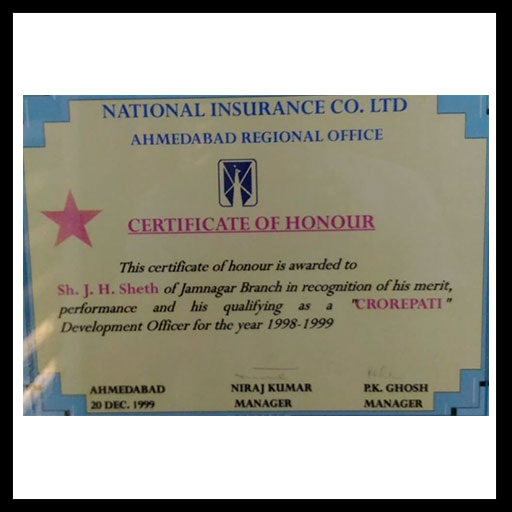 NATIONAL INSURANCE CO. LTD
AHMEDABAD REGIONAL OFFICE
CERTIFICATE OF HONOUR
This certificate of honour is awarded to
Sh. J. H. Sheth of Jamnagar Branch in recognition of his merit,
performance and his qualifying as a "CROREPATI"
Development Officer for the year 1998-1999
AHMEDABAD NIRAJ KUMAR P.K. GHOSH
20 DEC. 1999 MANAGER MANAGER